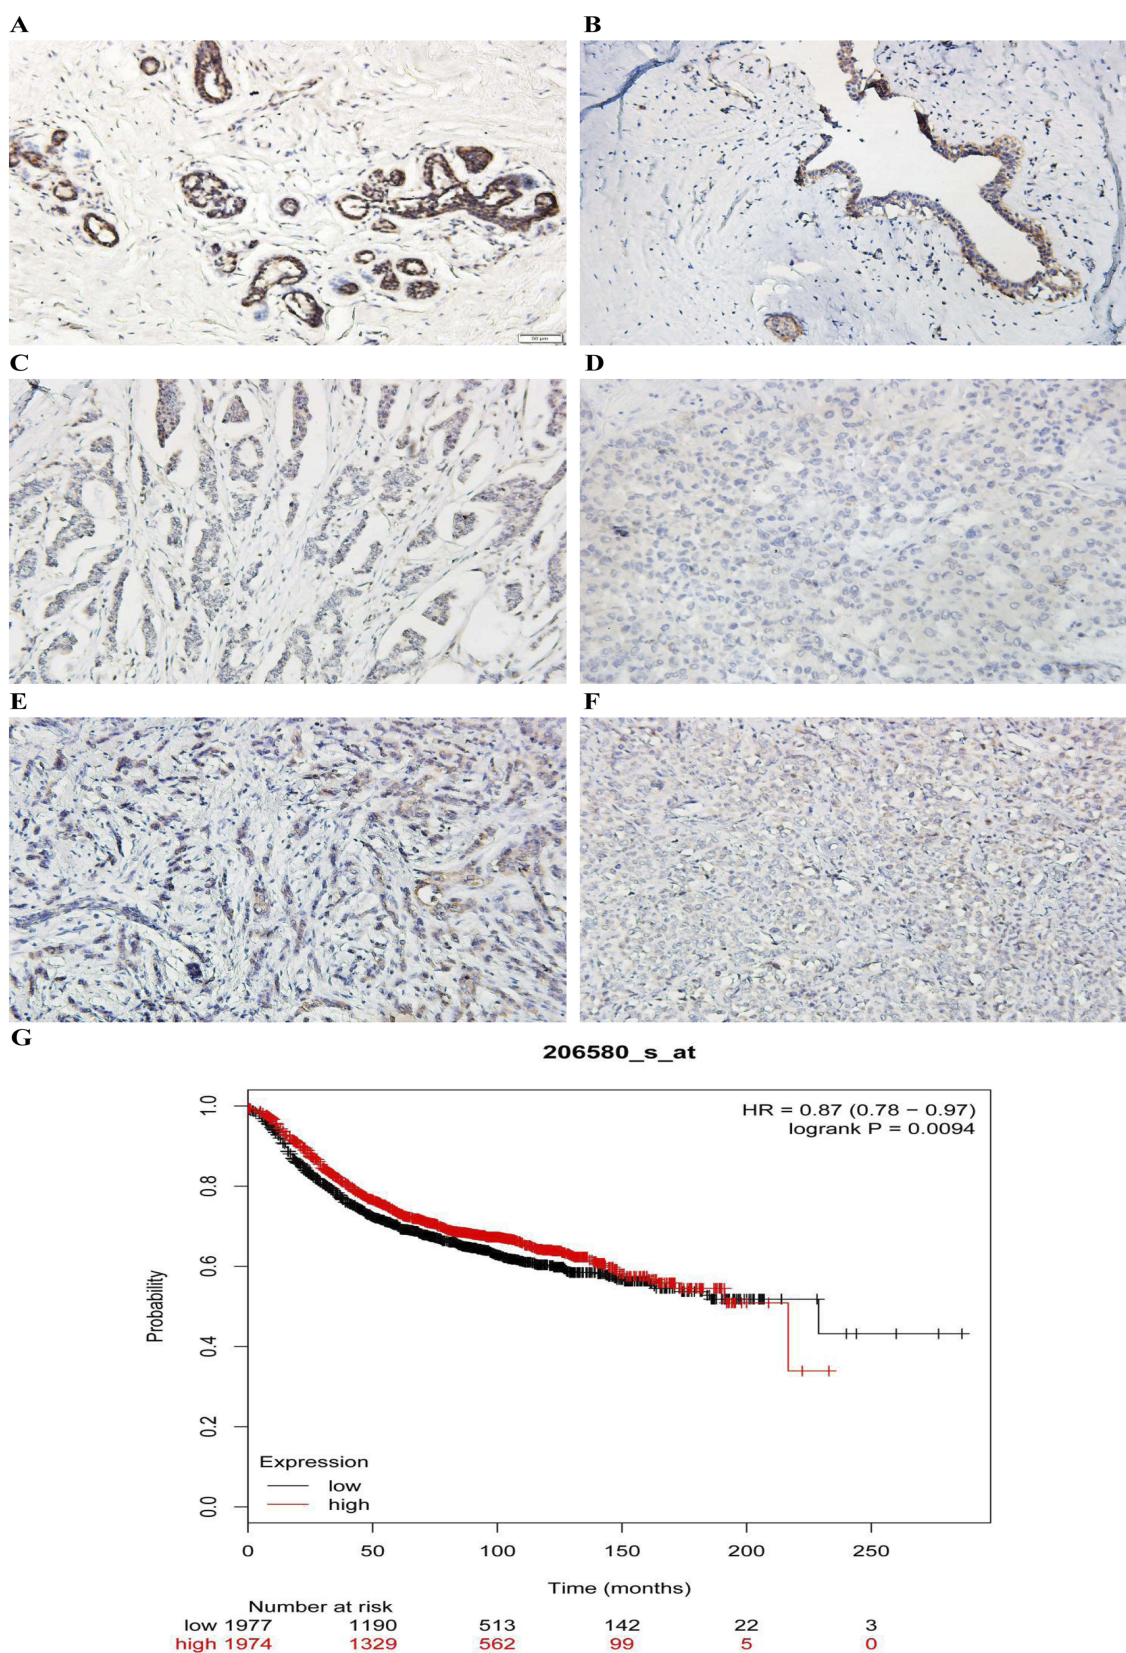 A
B
50 µm
C
D
E
F
G
206580_s_at
HR = 0.87 (0.78 − 0.97)
logrank P = 0.0094
Probability
1.0
0.8
0.6
0.4
0.2
0.0
Expression
low
high
0 50 100 150 200 250
Time (months)
Number at risk
low 1977 1190 513 142 22 3
high 1974 1329 562 99 5 0